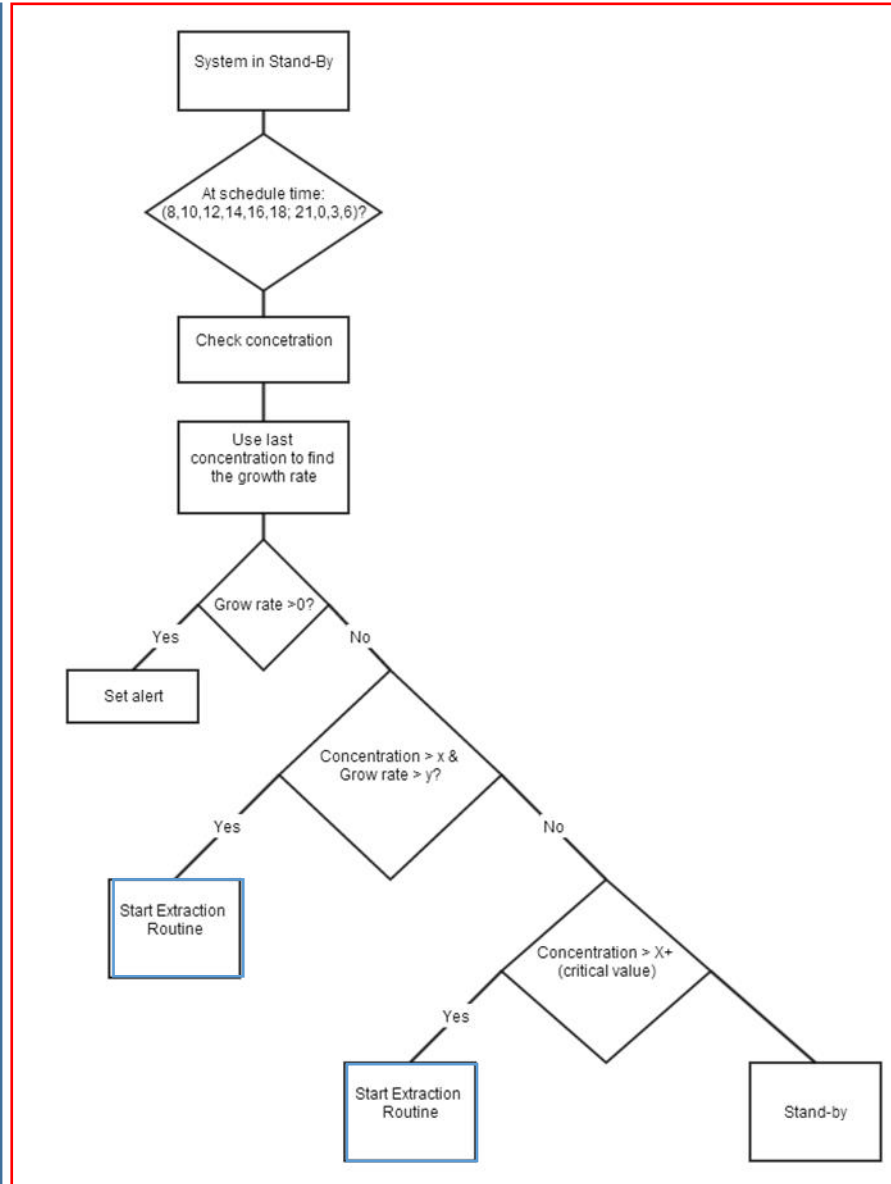 System in Stand-By
At schedule time:
(8,10,12,14,16,18; 21,0,3,6)?
Check concetration
Use last
concentration to find
the growth rate
Grow rate >0?
Yes
No
Set alert
Concentration > x &
Grow rate > y?
Yes
No
Start Extraction
Routine
Concentration > X+
(critical value)
Yes
Start Extraction
Routine
Stand-by